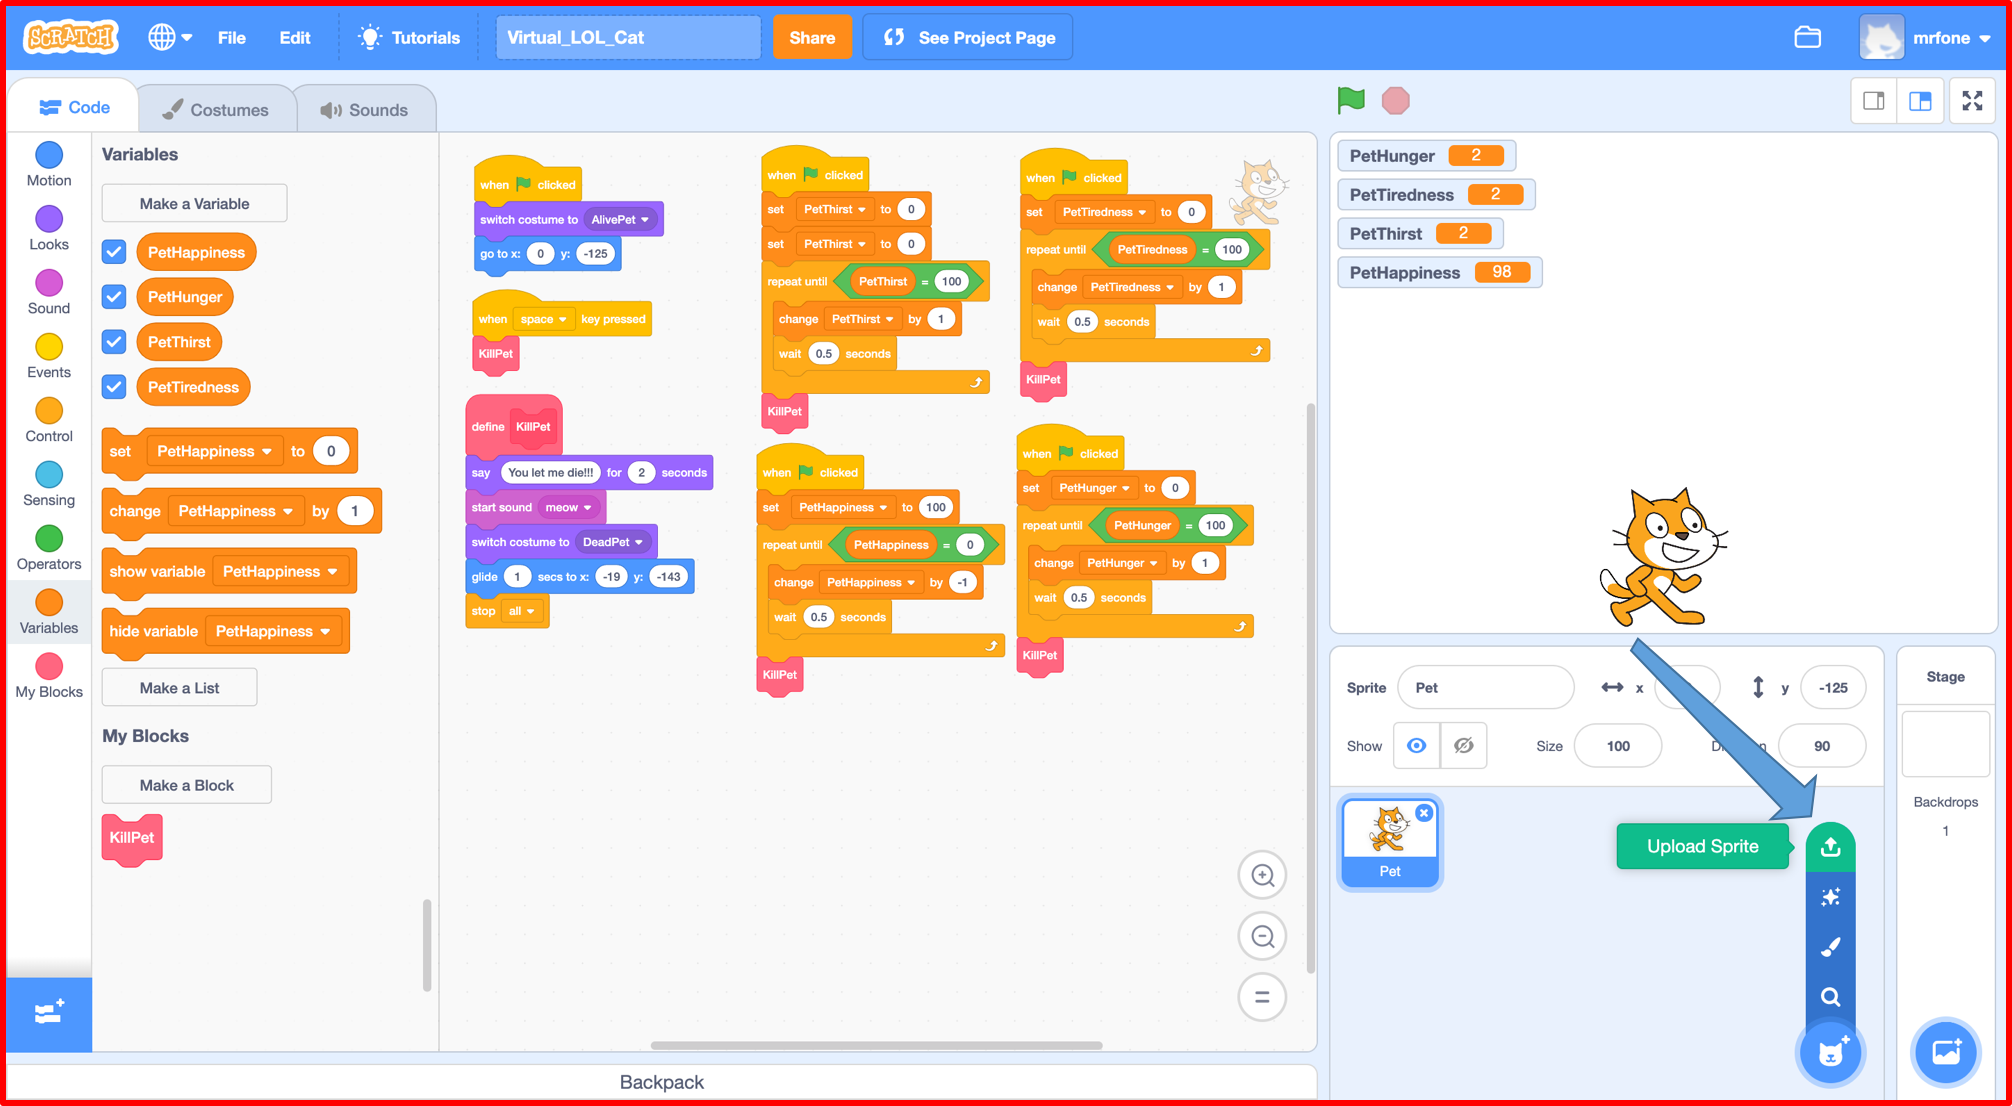 SCRATCH File Edit Tutorials Virtual_LOL_Cat Share See Project Page mrfone
Code Costumes Sounds
Motion
Looks
Sound
Events
Control
Sensing
Operators
Variables
My Blocks
Variables
Make a Variable
PetHappiness
PetHunger
PetThirst
PetTiredness
set PetHappiness to 0
change PetHappiness by 1
show variable PetHappiness
hide variable PetHappiness
Make a List
My Blocks
Make a Block
KillPet
when clicked
switch costume to AlivePet
go to x: 0 y: -125
when space key pressed
KillPet
define KillPet
say You let me die!!! for 2 seconds
start sound meow
switch costume to DeadPet
glide 1 secs to x: -19 y: -143
stop all
when clicked
set PetThirst to 0
set PetThirst to 0
repeat until PetThirst = 100
change PetThirst by 1
wait 0.5 seconds
KillPet
when clicked
set PetHappiness to 100
repeat until PetHappiness = 0
change PetHappiness by -1
wait 0.5 seconds
KillPet
when clicked
set PetTiredness to 0
repeat until PetTiredness = 100
change PetTiredness by 1
wait 0.5 seconds
KillPet
when clicked
set PetHunger to 0
repeat until PetHunger = 100
change PetHunger by 1
wait 0.5 seconds
KillPet
Backpack
PetHunger 2
PetTiredness 2
PetThirst 2
PetHappiness 98
Sprite Pet x y -125
Show Size 100 90
Pet
Upload Sprite
Stage
Backdrops
1